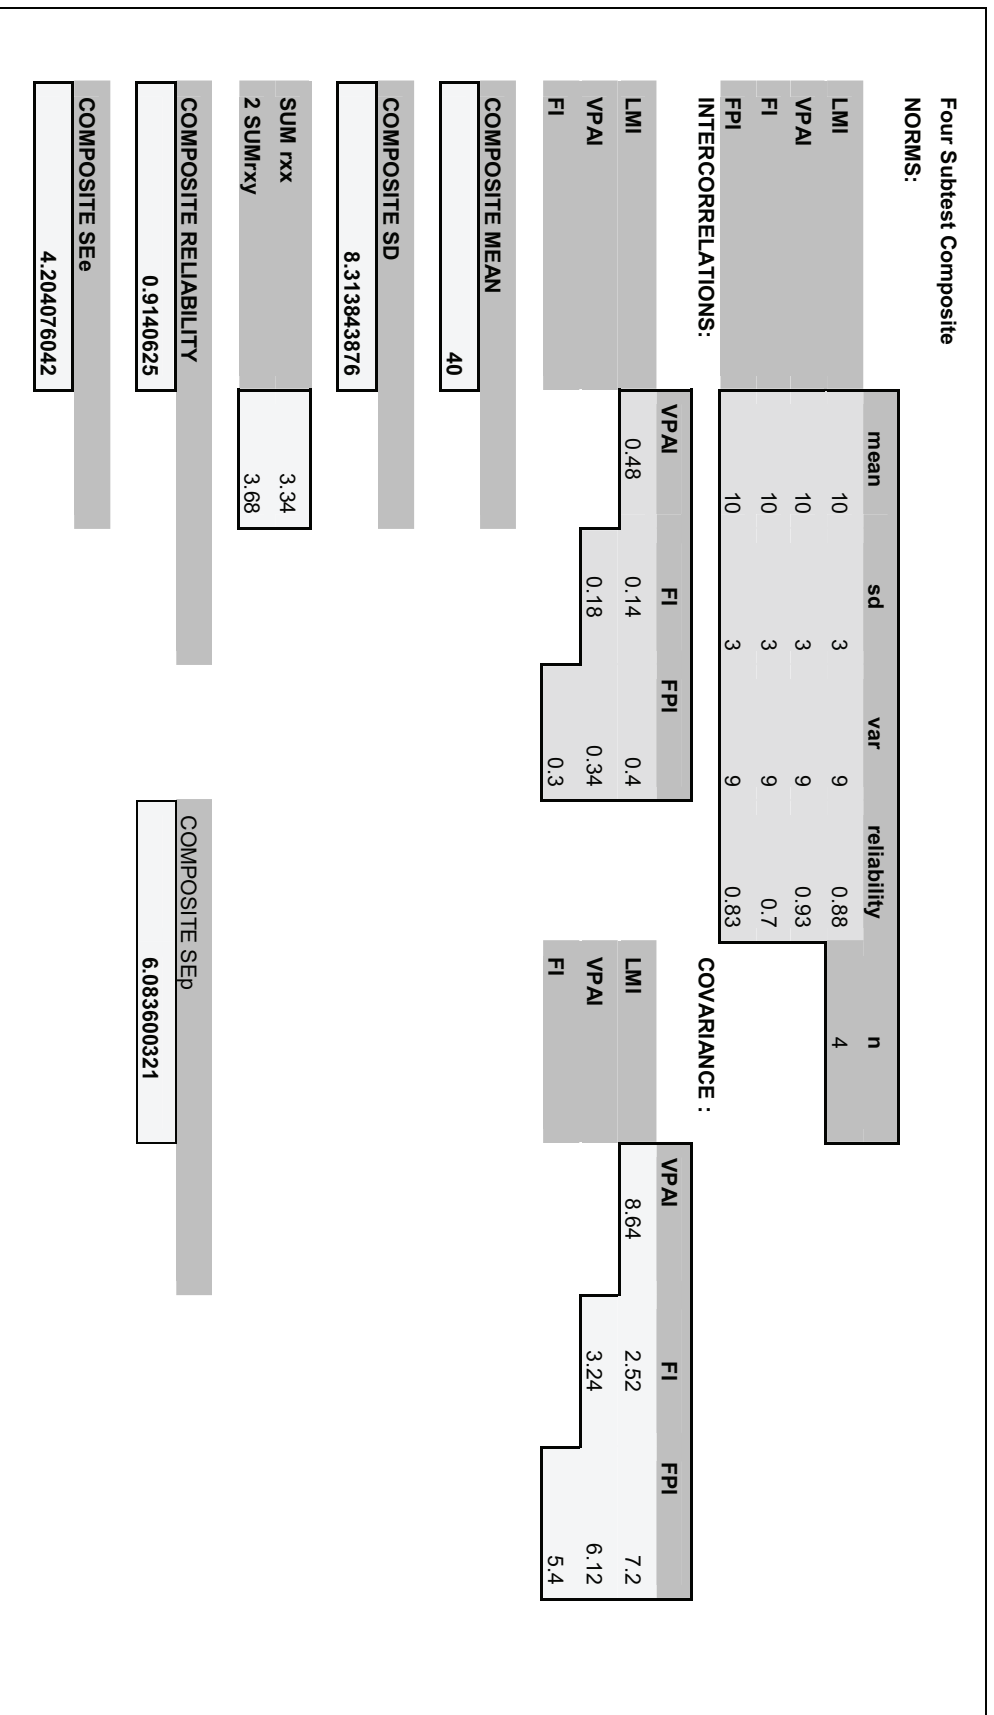 Four Subtest Composite
NORMS:
mean sd var reliability n
LMI 10 3 9 0.88 4
VPAI 10 3 9 0.93
FI 10 3 9 0.7
FPI 10 3 9 0.83
INTERCORRELATIONS: COVARIANCE :
VPAI FI FPI VPAI FI FPI
LMI 0.48 0.14 0.4 LMI 8.64 2.52 7.2
VPAI 0.18 0.34 VPAI 3.24 6.12
FI 0.3 FI 5.4
COMPOSITE MEAN
40
COMPOSITE SD
8.313843876
SUM rxx 3.34
2 SUMrxy 3.68
COMPOSITE RELIABILITY COMPOSITE SEp
0.9140625 6.083600321
COMPOSITE SEe
4.204076042